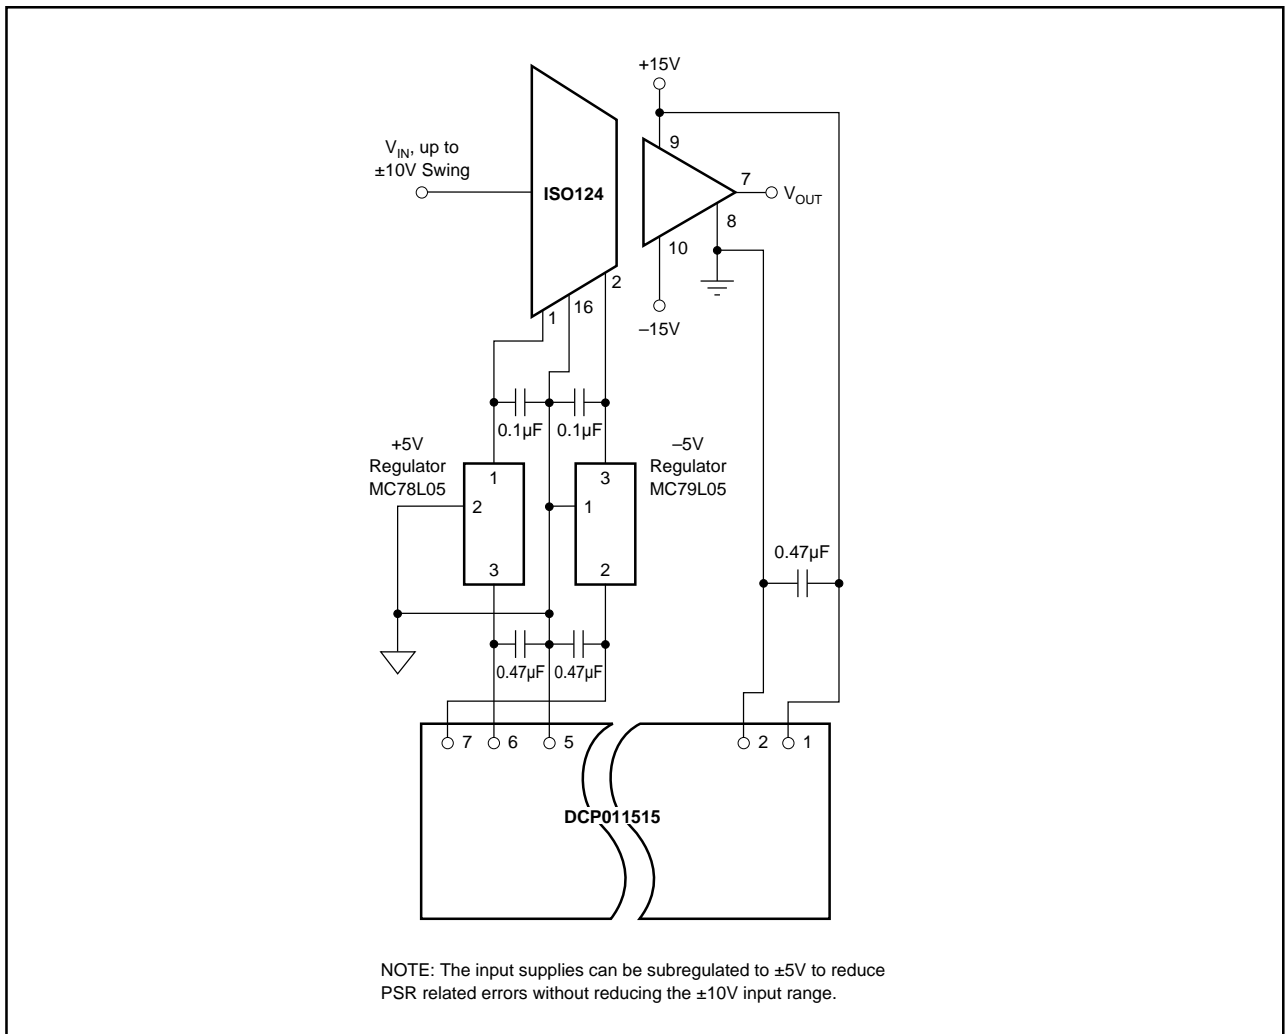 +15V
9
V_IN, up to
±10V Swing
ISO124
7
V_OUT
8
10
2
16
1
–15V
0.1µF
0.1µF
+5V
Regulator
MC78L05
–5V
Regulator
MC79L05
1
2
3
3
1
2
0.47µF
0.47µF
0.47µF
7
6
5
2
1
DCP011515
NOTE: The input supplies can be subregulated to ±5V to reduce
PSR related errors without reducing the ±10V input range.